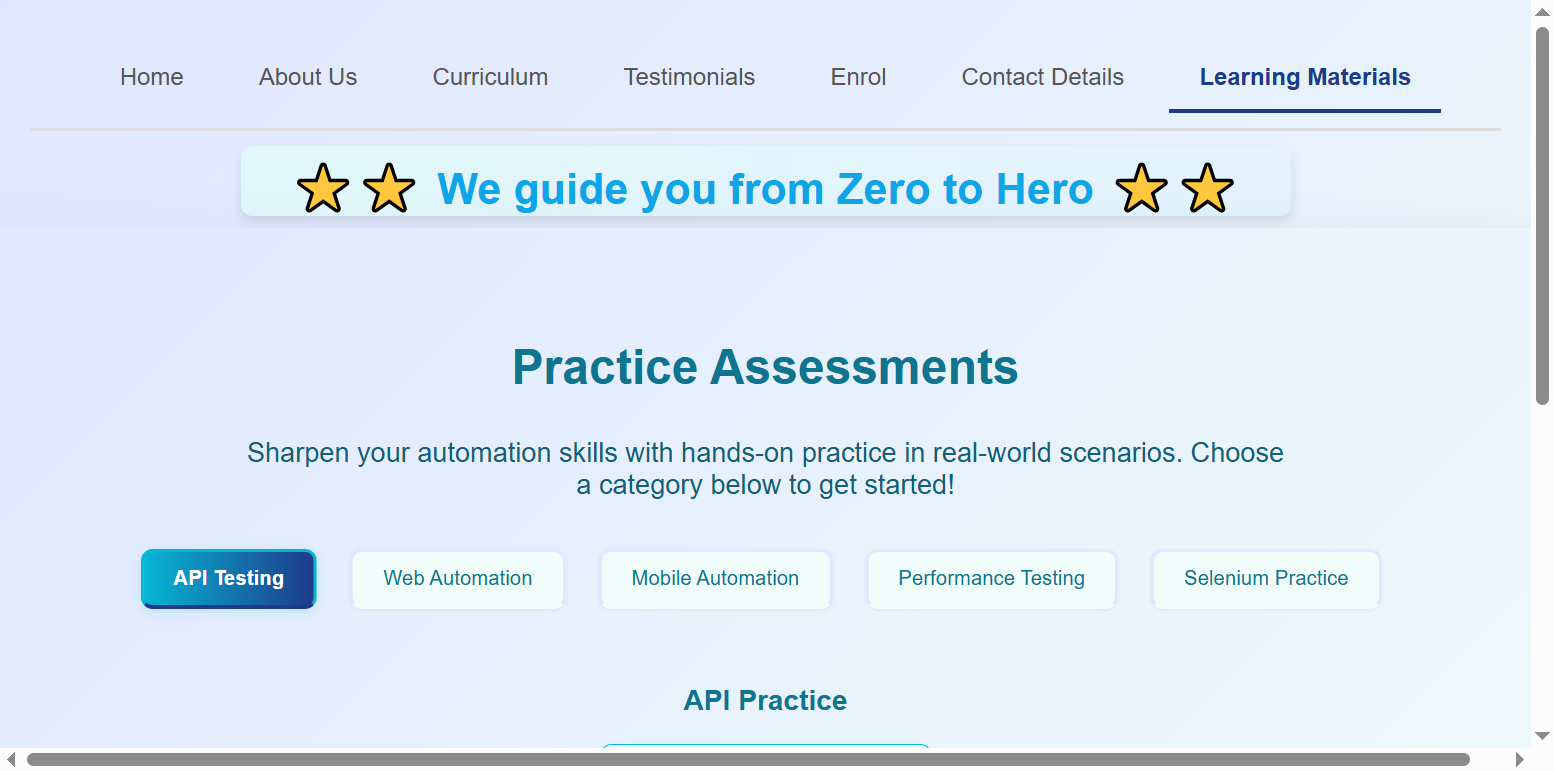 Home About Us Curriculum Testimonials Enrol Contact Details Learning Materials
We guide you from Zero to Hero
Practice Assessments
Sharpen your automation skills with hands-on practice in real-world scenarios. Choose
a category below to get started!
API Testing Web Automation Mobile Automation Performance Testing Selenium Practice
API Practice